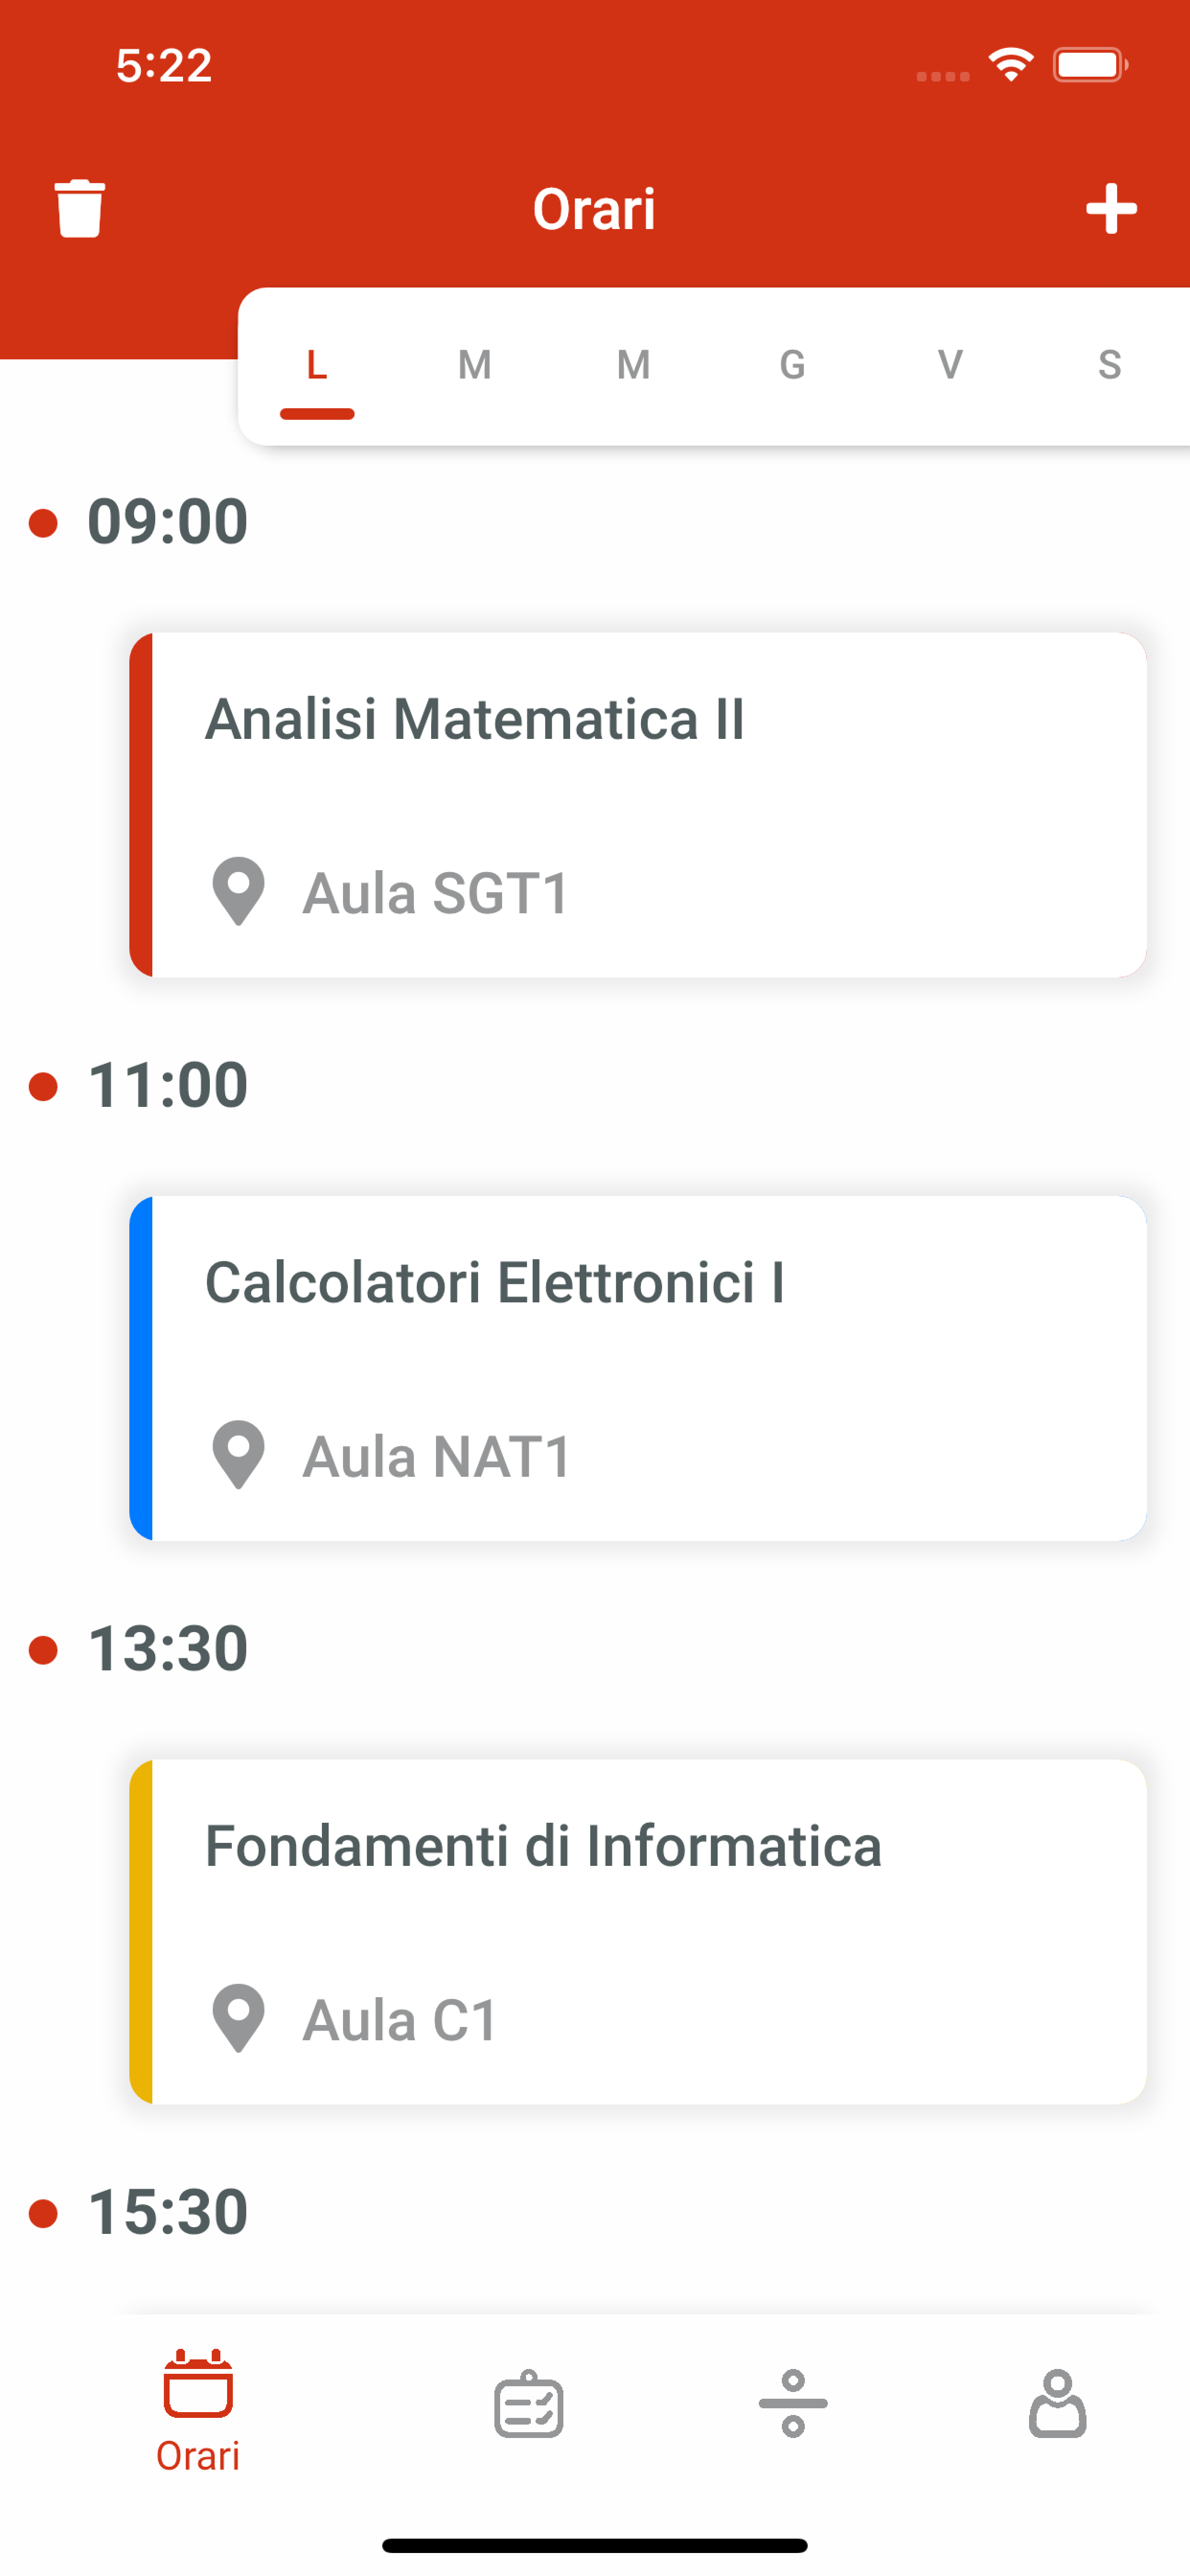 5:22
Orari
L M M G V S
09:00
Analisi Matematica II
Aula SGT1
11:00
Calcolatori Elettronici I
Aula NAT1
13:30
Fondamenti di Informatica
Aula C1
15:30
Orari